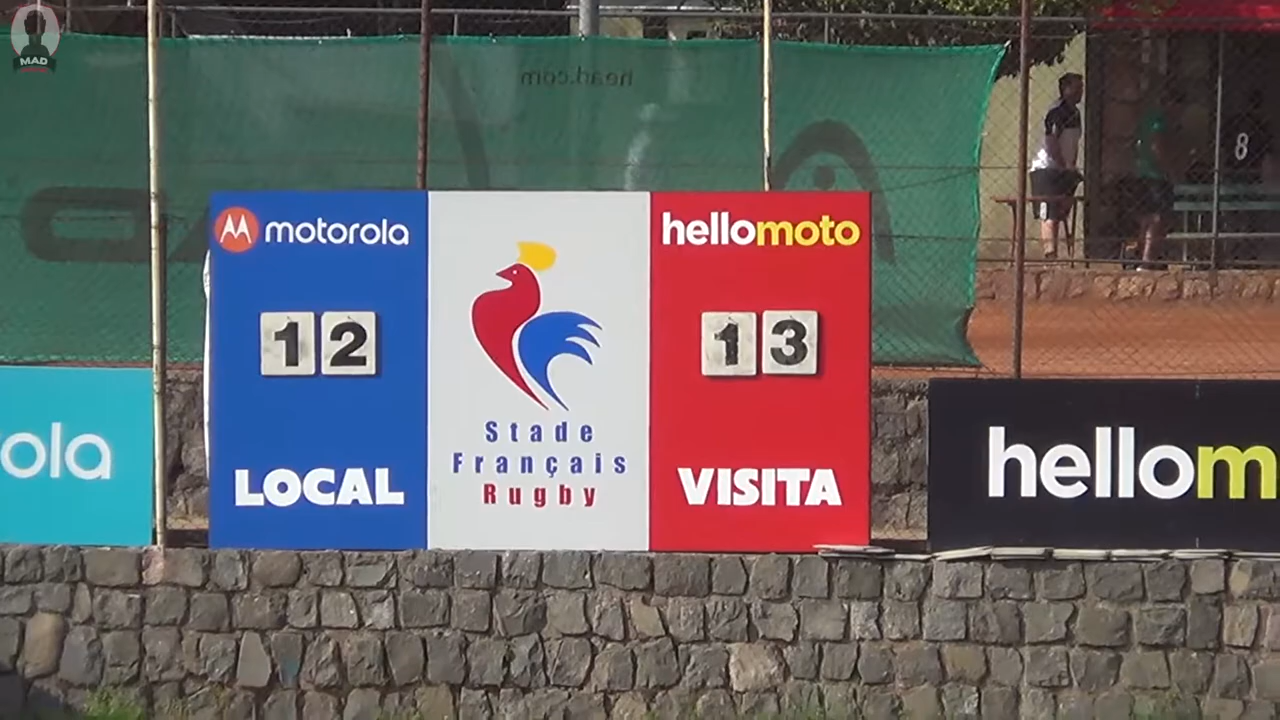 MAD
head.com
8
motorola
hellomoto
12
13
Stade
Français
Rugby
LOCAL
VISITA
ola
hellom